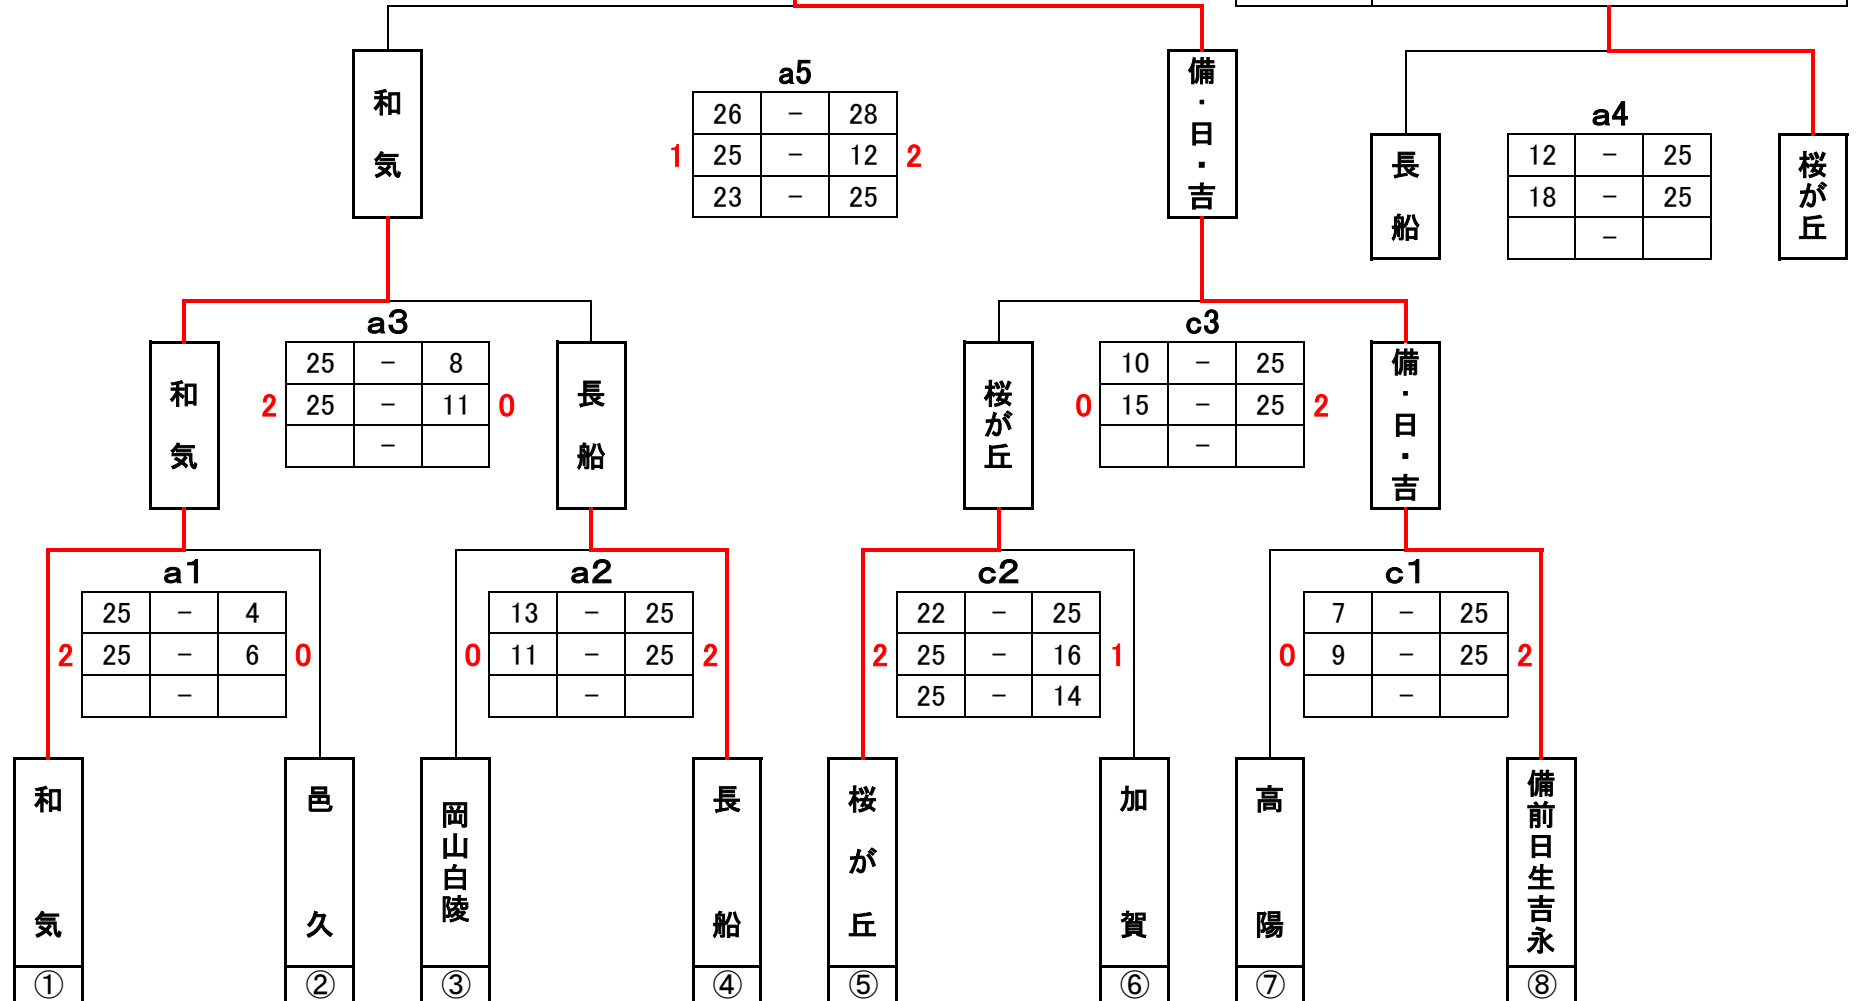 和気
a5
26 － 28
1 25 － 12 2
23 － 25
備・日・吉
a4
長船
12 － 25
18 － 25
－
桜が丘
a3
和気
25 － 8
2 25 － 11 0
－
長船
c3
桜が丘
10 － 25
0 15 － 25 2
－
備・日・吉
a1
25 － 4
2 25 － 6 0
－
a2
13 － 25
0 11 － 25 2
－
c2
22 － 25
2 25 － 16 1
25 － 14
c1
7 － 25
0 9 － 25 2
－
和気
邑久
岡山白陵
長船
桜が丘
加賀
高陽
備前日生吉永
① ② ③ ④ ⑤ ⑥ ⑦ ⑧